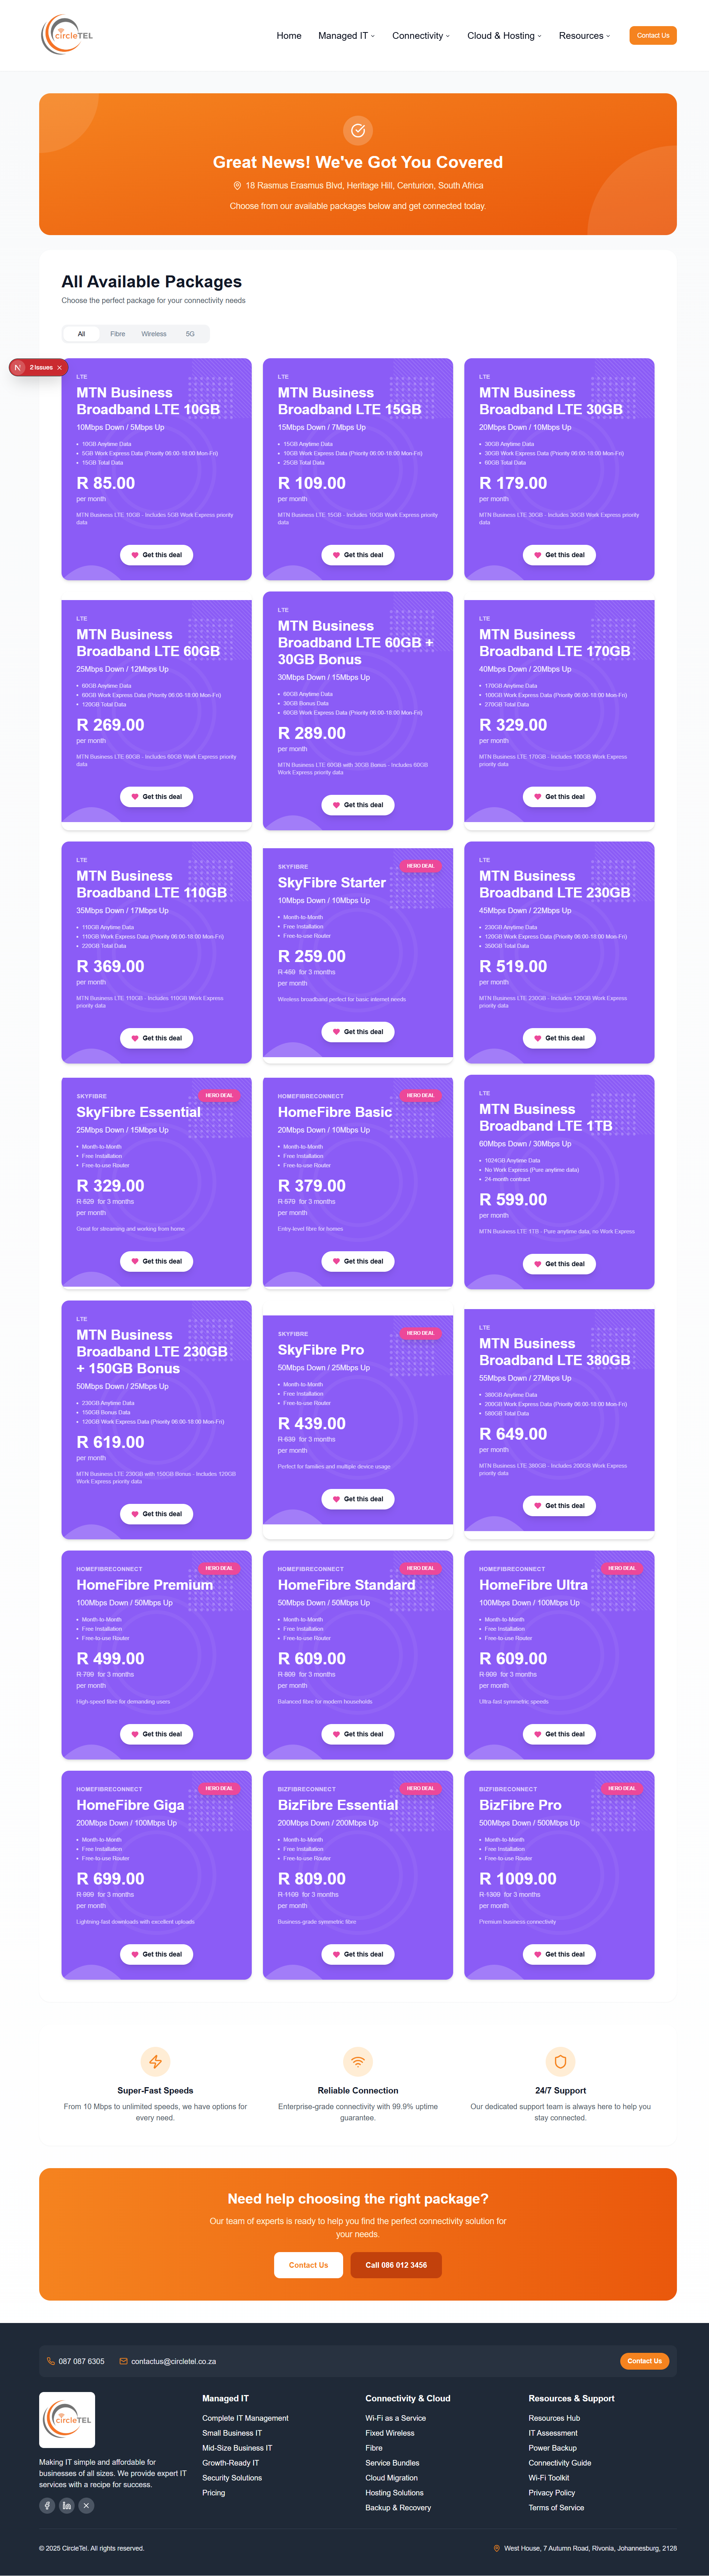 circleTEL
Home Managed IT Connectivity Cloud & Hosting Resources Contact Us
Great News! We've Got You Covered
18 Rasmus Erasmus Blvd, Heritage Hill, Centurion, South Africa
Choose from our available packages below and get connected today.
All Available Packages
Choose the perfect package for your connectivity needs
All Fibre Wireless 5G
N 2 Issues
LTE
MTN Business
Broadband LTE 10GB
10Mbps Down / 5Mbps Up
• 10GB Anytime Data
• 5GB Work Express Data (Priority 06:00-18:00 Mon-Fri)
• 15GB Total Data
R 85.00
per month
MTN Business LTE 10GB - Includes 5GB Work Express priority
data
Get this deal
LTE
MTN Business
Broadband LTE 15GB
15Mbps Down / 7Mbps Up
• 15GB Anytime Data
• 10GB Work Express Data (Priority 06:00-18:00 Mon-Fri)
• 25GB Total Data
R 109.00
per month
MTN Business LTE 15GB - Includes 10GB Work Express priority
data
Get this deal
LTE
MTN Business
Broadband LTE 30GB
20Mbps Down / 10Mbps Up
• 30GB Anytime Data
• 30GB Work Express Data (Priority 06:00-18:00 Mon-Fri)
• 60GB Total Data
R 179.00
per month
MTN Business LTE 30GB - Includes 30GB Work Express priority
data
Get this deal
LTE
MTN Business
Broadband LTE 60GB
25Mbps Down / 12Mbps Up
• 60GB Anytime Data
• 60GB Work Express Data (Priority 06:00-18:00 Mon-Fri)
• 120GB Total Data
R 269.00
per month
MTN Business LTE 60GB - Includes 60GB Work Express priority
data
Get this deal
LTE
MTN Business
Broadband LTE 60GB +
30GB Bonus
30Mbps Down / 15Mbps Up
• 60GB Anytime Data
• 30GB Bonus Data
• 60GB Work Express Data (Priority 06:00-18:00 Mon-Fri)
R 289.00
per month
MTN Business LTE 60GB with 30GB Bonus - Includes 60GB
Work Express priority data
Get this deal
LTE
MTN Business
Broadband LTE 170GB
40Mbps Down / 20Mbps Up
• 170GB Anytime Data
• 100GB Work Express Data (Priority 06:00-18:00 Mon-Fri)
• 270GB Total Data
R 329.00
per month
MTN Business LTE 170GB - Includes 100GB Work Express
priority data
Get this deal
LTE
MTN Business
Broadband LTE 110GB
35Mbps Down / 17Mbps Up
• 110GB Anytime Data
• 110GB Work Express Data (Priority 06:00-18:00 Mon-Fri)
• 220GB Total Data
R 369.00
per month
MTN Business LTE 110GB - Includes 110GB Work Express
priority data
Get this deal
HERO DEAL
SKYFIBRE
SkyFibre Starter
10Mbps Down / 10Mbps Up
• Month-to-Month
• Free Installation
• Free-to-use Router
R 259.00
R 459 for 3 months
per month
Wireless broadband perfect for basic internet needs
Get this deal
LTE
MTN Business
Broadband LTE 230GB
45Mbps Down / 22Mbps Up
• 230GB Anytime Data
• 120GB Work Express Data (Priority 06:00-18:00 Mon-Fri)
• 350GB Total Data
R 519.00
per month
MTN Business LTE 230GB - Includes 120GB Work Express
priority data
Get this deal
HERO DEAL
SKYFIBRE
SkyFibre Essential
25Mbps Down / 15Mbps Up
• Month-to-Month
• Free Installation
• Free-to-use Router
R 329.00
R 529 for 3 months
per month
Great for streaming and working from home
Get this deal
HERO DEAL
HOMEFIBRECONNECT
HomeFibre Basic
20Mbps Down / 10Mbps Up
• Month-to-Month
• Free Installation
• Free-to-use Router
R 379.00
R 579 for 3 months
per month
Entry-level fibre for homes
Get this deal
LTE
MTN Business
Broadband LTE 1TB
60Mbps Down / 30Mbps Up
• 1024GB Anytime Data
• No Work Express (Pure anytime data)
• 24-month contract
R 599.00
per month
MTN Business LTE 1TB - Pure anytime data, no Work Express
Get this deal
LTE
MTN Business
Broadband LTE 230GB
+ 150GB Bonus
50Mbps Down / 25Mbps Up
• 230GB Anytime Data
• 150GB Bonus Data
• 120GB Work Express Data (Priority 06:00-18:00 Mon-Fri)
R 619.00
per month
MTN Business LTE 230GB with 150GB Bonus - Includes 120GB
Work Express priority data
Get this deal
HERO DEAL
SKYFIBRE
SkyFibre Pro
50Mbps Down / 25Mbps Up
• Month-to-Month
• Free Installation
• Free-to-use Router
R 439.00
R 639 for 3 months
per month
Perfect for families and multiple device usage
Get this deal
LTE
MTN Business
Broadband LTE 380GB
55Mbps Down / 27Mbps Up
• 380GB Anytime Data
• 200GB Work Express Data (Priority 06:00-18:00 Mon-Fri)
• 580GB Total Data
R 649.00
per month
MTN Business LTE 380GB - Includes 200GB Work Express
priority data
Get this deal
HERO DEAL
HOMEFIBRECONNECT
HomeFibre Premium
100Mbps Down / 50Mbps Up
• Month-to-Month
• Free Installation
• Free-to-use Router
R 499.00
R 799 for 3 months
per month
High-speed fibre for demanding users
Get this deal
HERO DEAL
HOMEFIBRECONNECT
HomeFibre Standard
50Mbps Down / 50Mbps Up
• Month-to-Month
• Free Installation
• Free-to-use Router
R 609.00
R 809 for 3 months
per month
Balanced fibre for modern households
Get this deal
HERO DEAL
HOMEFIBRECONNECT
HomeFibre Ultra
100Mbps Down / 100Mbps Up
• Month-to-Month
• Free Installation
• Free-to-use Router
R 609.00
R 909 for 3 months
per month
Ultra-fast symmetric speeds
Get this deal
HERO DEAL
HOMEFIBRECONNECT
HomeFibre Giga
200Mbps Down / 100Mbps Up
• Month-to-Month
• Free Installation
• Free-to-use Router
R 699.00
R 999 for 3 months
per month
Lightning-fast downloads with excellent uploads
Get this deal
HERO DEAL
BIZFIBRECONNECT
BizFibre Essential
200Mbps Down / 200Mbps Up
• Month-to-Month
• Free Installation
• Free-to-use Router
R 809.00
R 1109 for 3 months
per month
Business-grade symmetric fibre
Get this deal
HERO DEAL
BIZFIBRECONNECT
BizFibre Pro
500Mbps Down / 500Mbps Up
• Month-to-Month
• Free Installation
• Free-to-use Router
R 1009.00
R 1309 for 3 months
per month
Premium business connectivity
Get this deal
Super-Fast Speeds
From 10 Mbps to unlimited speeds, we have options for
every need.
Reliable Connection
Enterprise-grade connectivity with 99.9% uptime
guarantee.
24/7 Support
Our dedicated support team is always here to help you
stay connected.
Need help choosing the right package?
Our team of experts is ready to help you find the perfect connectivity solution for
your needs.
Contact Us Call 086 012 3456
087 087 6305 contactus@circletel.co.za Contact Us
circleTEL
Making IT simple and affordable for
businesses of all sizes. We provide expert IT
services with a recipe for success.
Managed IT
Complete IT Management
Small Business IT
Mid-Size Business IT
Growth-Ready IT
Security Solutions
Pricing
Connectivity & Cloud
Wi-Fi as a Service
Fixed Wireless
Fibre
Service Bundles
Cloud Migration
Hosting Solutions
Backup & Recovery
Resources & Support
Resources Hub
IT Assessment
Power Backup
Connectivity Guide
Wi-Fi Toolkit
Privacy Policy
Terms of Service
© 2025 CircleTel. All rights reserved.
West House, 7 Autumn Road, Rivonia, Johannesburg, 2128